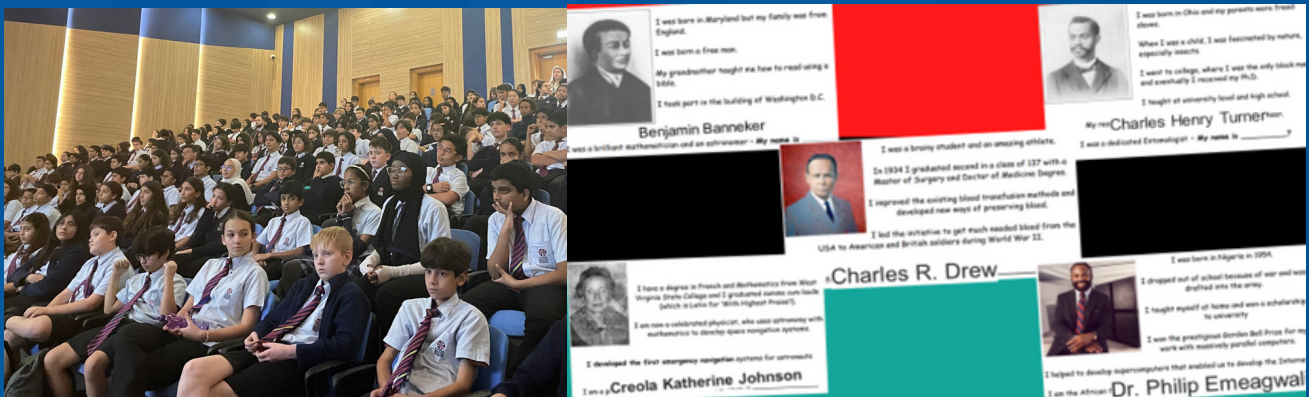 I was born in Maryland but my family was from
England.
I was born a free man.
My grandmother taught me how to read using a
bible.
I took part in the building of Washington D.C.
Benjamin Banneker
was a brilliant mathematician and an astronomer - My name is
I was born in Ohio and my parents were freed
slaves.
When I was a child, I was fascinated by nature,
especially insects.
I went to college, where I was the only black man
and eventually I received my Ph.D.
I taught at university level and high school.
Charles Henry Turner
I was a dedicated Entomologist - My name is
I was a brainy student and an amazing athlete.
In 1934 I graduated second in a class of 137 with a
Master of Surgery and Doctor of Medicine Degree.
I improved the existing blood transfusion methods and
developed new ways of preserving blood.
I led the initiative to get much needed blood from the
USA to American and British soldiers during World War II.
Charles R. Drew
I have a degree in French and Mathematics from West
Virginia State College and I graduated summa cum laude
(which is Latin for "With Highest Praise").
I am now a celebrated physicist, who uses astronomy with
mathematics to develop space navigation systems.
I developed the first emergency navigation systems for astronauts
I am a
Creola Katherine Johnson
I was born in Nigeria in 1954.
I dropped out of school because of war and was
drafted into the army.
I taught myself at home and won a scholarship
to university
I won the prestigious Gordon Bell Prize for my
work with massively parallel computers.
I helped to develop supercomputers that enabled us to develop the Internet
I am the African
Dr. Philip Emeagwali